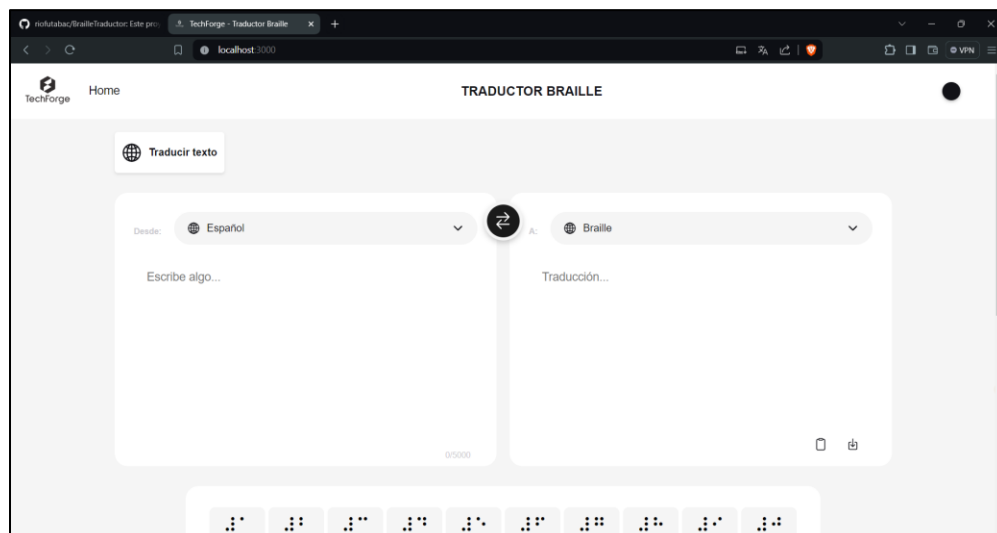 riofutabac/BrailleTraductor: Este pro
TechForge - Traductor Braille
localhost:3000
VPN
TechForge
Home
TRADUCTOR BRAILLE
Traducir texto
Desde:
Español
A:
Braille
Escribe algo...
Traducción...
0/5000
⠼⠁ ⠼⠃ ⠼⠉ ⠼⠙ ⠼⠑ ⠼⠋ ⠼⠛ ⠼⠓ ⠼⠊ ⠼⠚